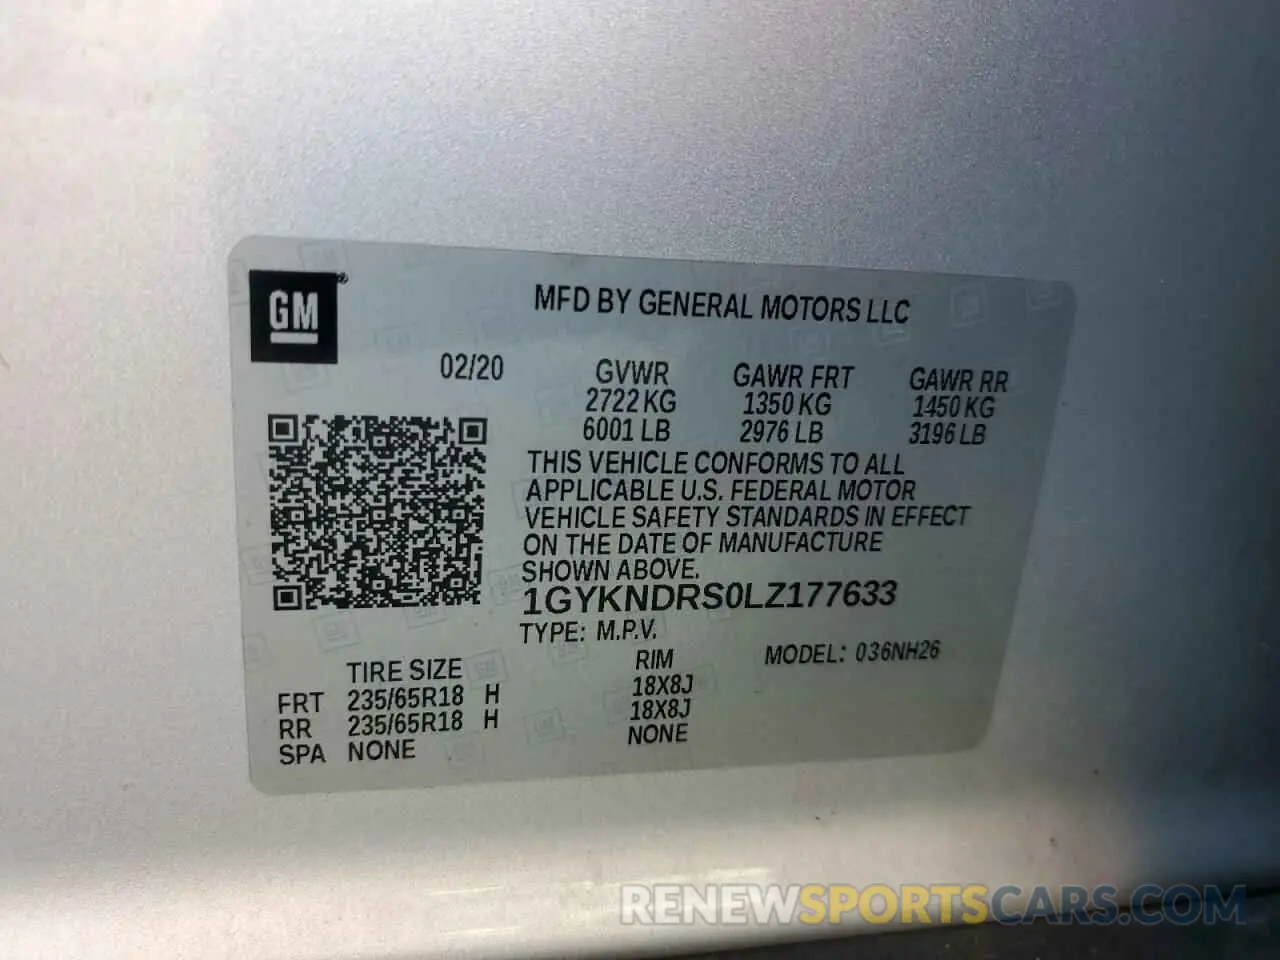 GM®
MFD BY GENERAL MOTORS LLC
02/20 GVWR GAWR FRT GAWR RR
2722 KG 1350 KG 1450 KG
6001 LB 2976 LB 3196 LB
THIS VEHICLE CONFORMS TO ALL
APPLICABLE U.S. FEDERAL MOTOR
VEHICLE SAFETY STANDARDS IN EFFECT
ON THE DATE OF MANUFACTURE
SHOWN ABOVE.
1GYKNDRS0LZ177633
TYPE: M.P.V. MODEL: 036NH26
TIRE SIZE RIM
FRT 235/65R18 H 18X8J
RR 235/65R18 H 18X8J
SPA NONE NONE
RENEWSPORTSCARS.COM